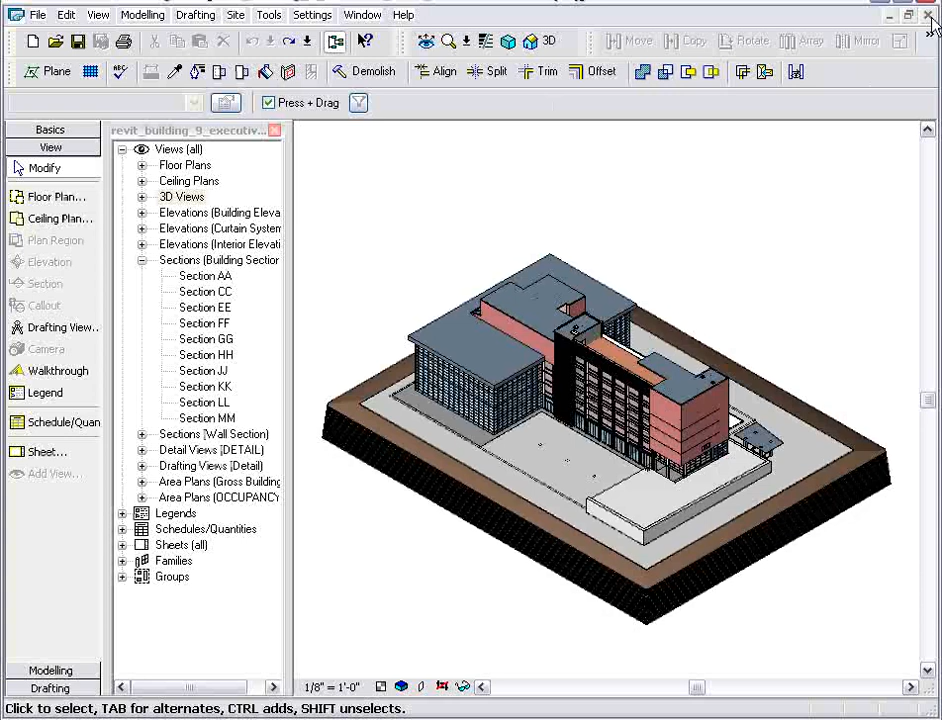 File Edit View Modelling Drafting Site Tools Settings Window Help
3D Move Copy Rotate Array Mirror
Plane Demolish Align Split Trim Offset
Press + Drag
Basics
View
Modify
Floor Plan...
Ceiling Plan...
Plan Region
Elevation
Section
Callout
Drafting View..
Camera
Walkthrough
Legend
Schedule/Quan
Sheet...
Add View...
Modelling
Drafting
revit_building_9_executiv...
Views (all)
Floor Plans
Ceiling Plans
3D Views
Elevations (Building Eleva
Elevations (Curtain System
Elevations (Interior Elevati
Sections (Building Section
Section AA
Section CC
Section EE
Section FF
Section GG
Section HH
Section JJ
Section KK
Section LL
Section MM
Sections (Wall Section)
Detail Views (DETAIL)
Drafting Views (Detail)
Area Plans (Gross Building
Area Plans (OCCUPANCY
Legends
Schedules/Quantities
Sheets (all)
Families
Groups
1/8" = 1'-0"
Click to select, TAB for alternates, CTRL adds, SHIFT unselects.